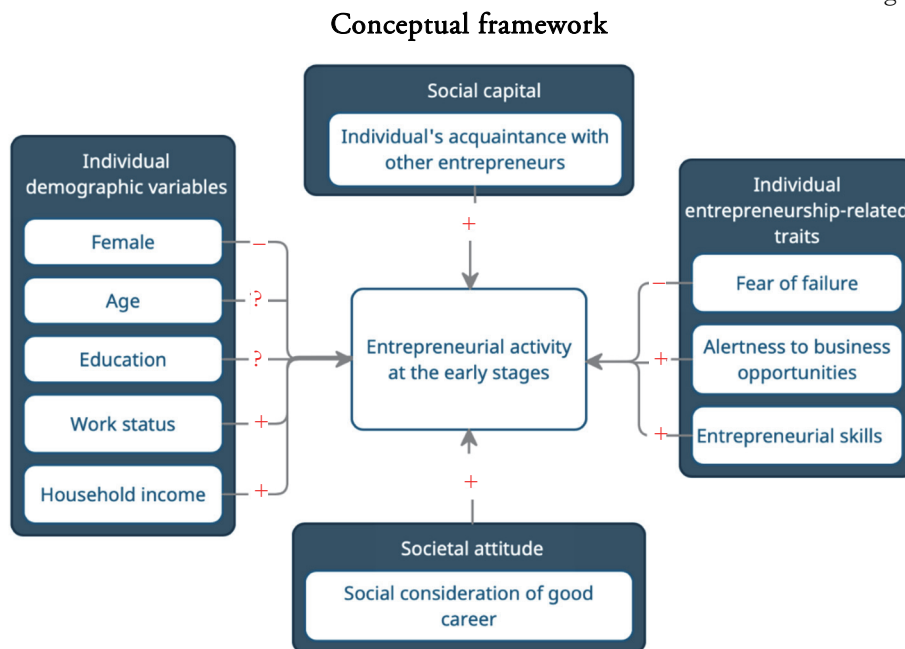 g
Conceptual framework
Social capital
Individual's acquaintance with
other entrepreneurs
+
Individual
demographic variables
Female
−
Age
?
Education
?
Work status
+
Household income
+
Entrepreneurial activity
at the early stages
Individual
entrepreneurship-related
traits
Fear of failure
−
Alertness to business
opportunities
+
Entrepreneurial skills
+
+
Societal attitude
Social consideration of good
career